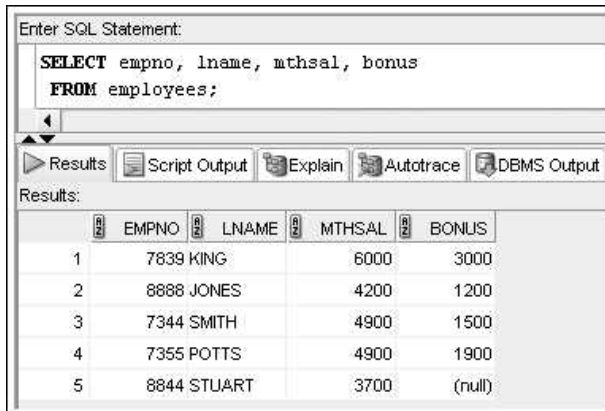 Enter SQL Statement:
SELECT empno, lname, mthsal, bonus
FROM employees;
Results Script Output Explain Autotrace DBMS Output
Results:
EMPNO LNAME MTHSAL BONUS
1 7839 KING 6000 3000
2 8888 JONES 4200 1200
3 7344 SMITH 4900 1500
4 7355 POTTS 4900 1900
5 8844 STUART 3700 (null)